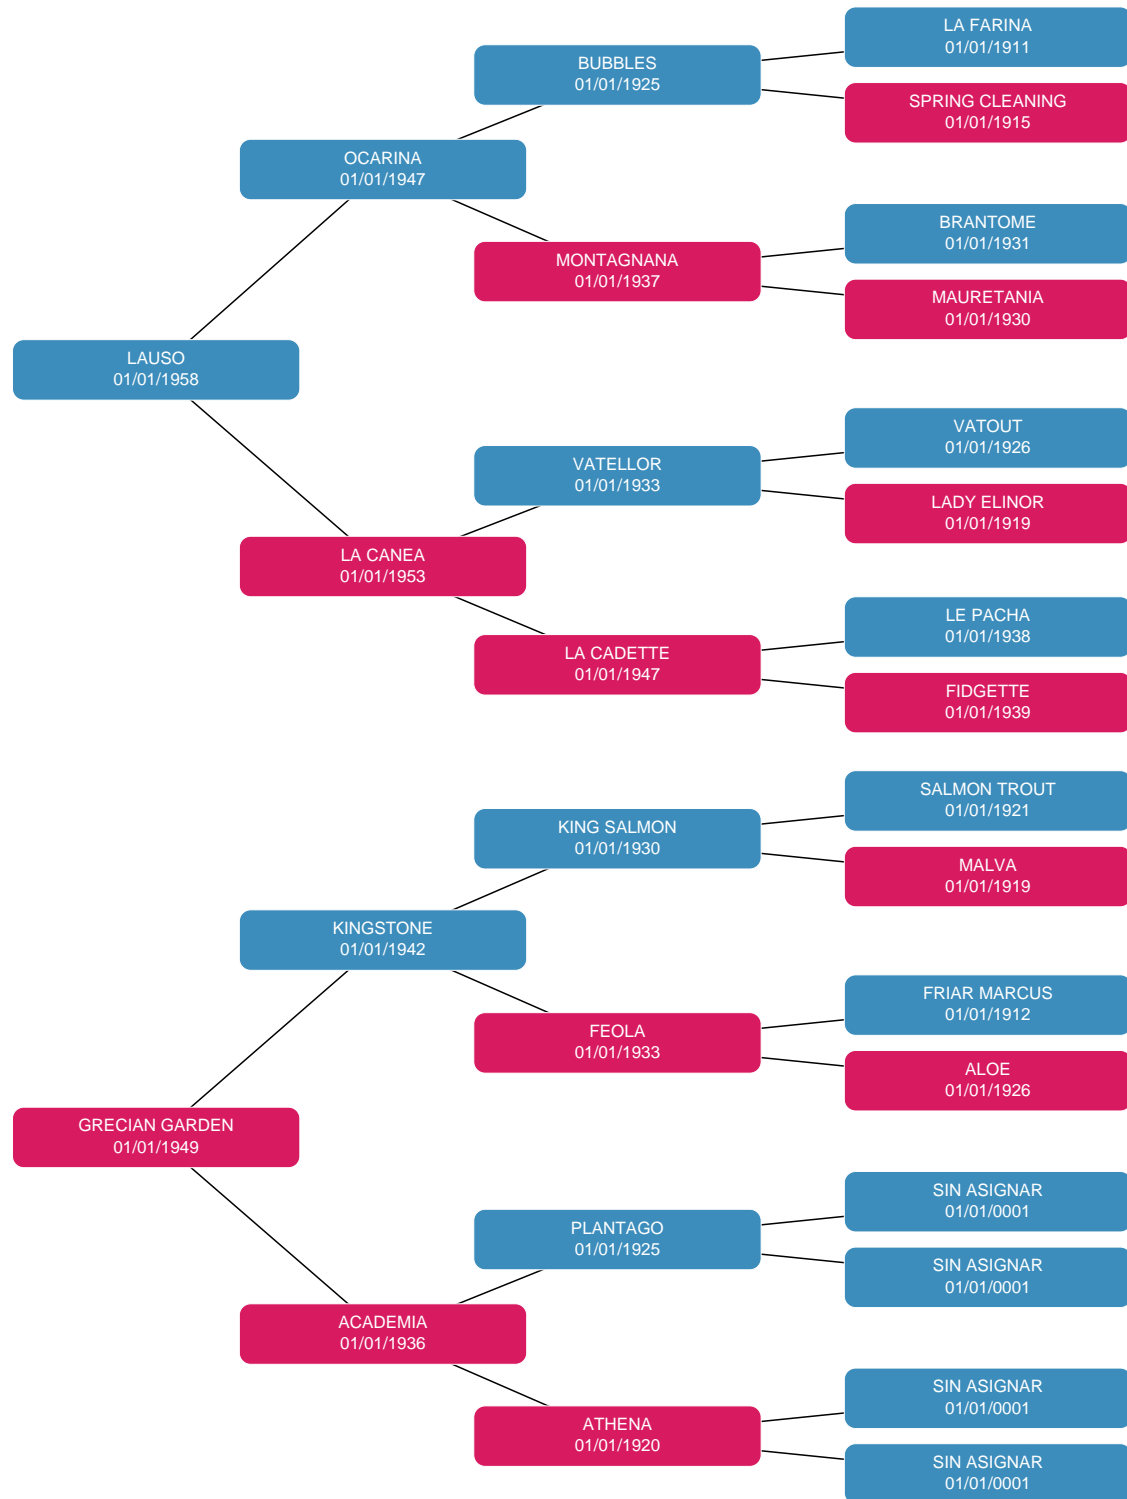 LA FARINA
01/01/1911
BUBBLES
01/01/1925
SPRING CLEANING
01/01/1915
OCARINA
01/01/1947
BRANTOME
01/01/1931
MONTAGNANA
01/01/1937
MAURETANIA
01/01/1930
LAUSO
01/01/1958
VATOUT
01/01/1926
VATELLOR
01/01/1933
LADY ELINOR
01/01/1919
LA CANEA
01/01/1953
LE PACHA
01/01/1938
LA CADETTE
01/01/1947
FIDGETTE
01/01/1939
SALMON TROUT
01/01/1921
KING SALMON
01/01/1930
MALVA
01/01/1919
KINGSTONE
01/01/1942
FRIAR MARCUS
01/01/1912
FEOLA
01/01/1933
ALOE
01/01/1926
GRECIAN GARDEN
01/01/1949
SIN ASIGNAR
01/01/0001
PLANTAGO
01/01/1925
SIN ASIGNAR
01/01/0001
ACADEMIA
01/01/1936
SIN ASIGNAR
01/01/0001
ATHENA
01/01/1920
SIN ASIGNAR
01/01/0001